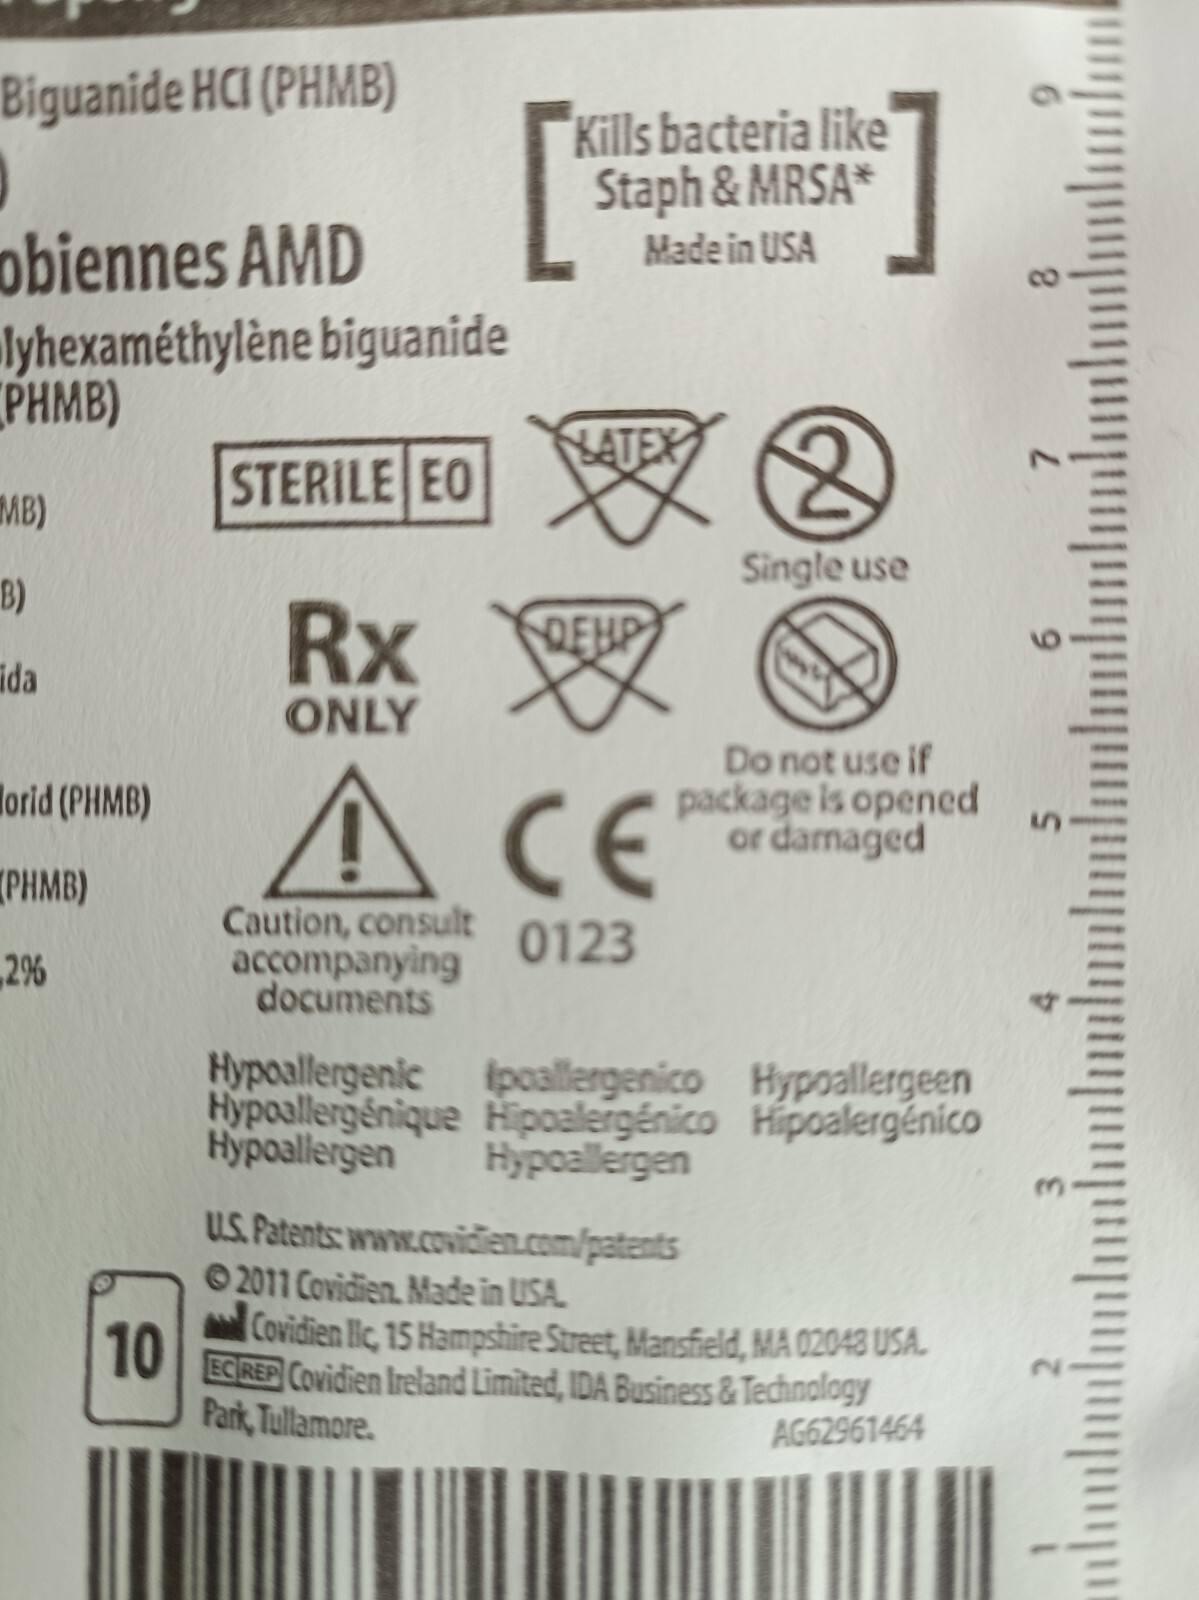 Biguanide HCl (PHMB)
)
obiennes AMD
lyhexaméthylène biguanide
(PHMB)
Kills bacteria like
Staph & MRSA*
Made in USA
MB)
B)
ida
lorid (PHMB)
(PHMB)
,2%
STERILE EO
LATEX
2
Single use
Rx
ONLY
DEHP
Do not use if
package is opened
or damaged
Caution, consult
accompanying
documents
CE
0123
Hypoallergenic Ipoallergenico Hypoallergeen
Hypoallergénique Hipoalergénico Hipoalergénico
Hypoallergen Hypoallergen
U.S. Patents: www.covidien.com/patents
© 2011 Covidien. Made in USA.
Covidien llc, 15 Hampshire Street, Mansfield, MA 02048 USA.
EC REP Covidien Ireland Limited, IDA Business & Technology
Park, Tullamore.
AG62961464
10
9
8
7
6
5
4
3
2
1